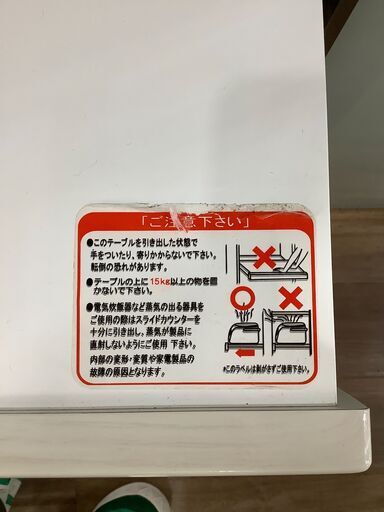 「ご注意下さい」
●このテーブルを引き出した状態で
手をついたり、寄りかからないで下さい。
転倒の恐れがあります。
●テーブルの上に15kg以上の物を置
かないで下さい。
●電気炊飯器など蒸気の出る器具を
ご使用の際はスライドカウンターを
十分に引き出し、蒸気が製品に
直射しないようにご使用 下さい。
内部の変形・変質や家電製品の
故障の原因となります。
*このラベルは剝がさずご使用下さい。